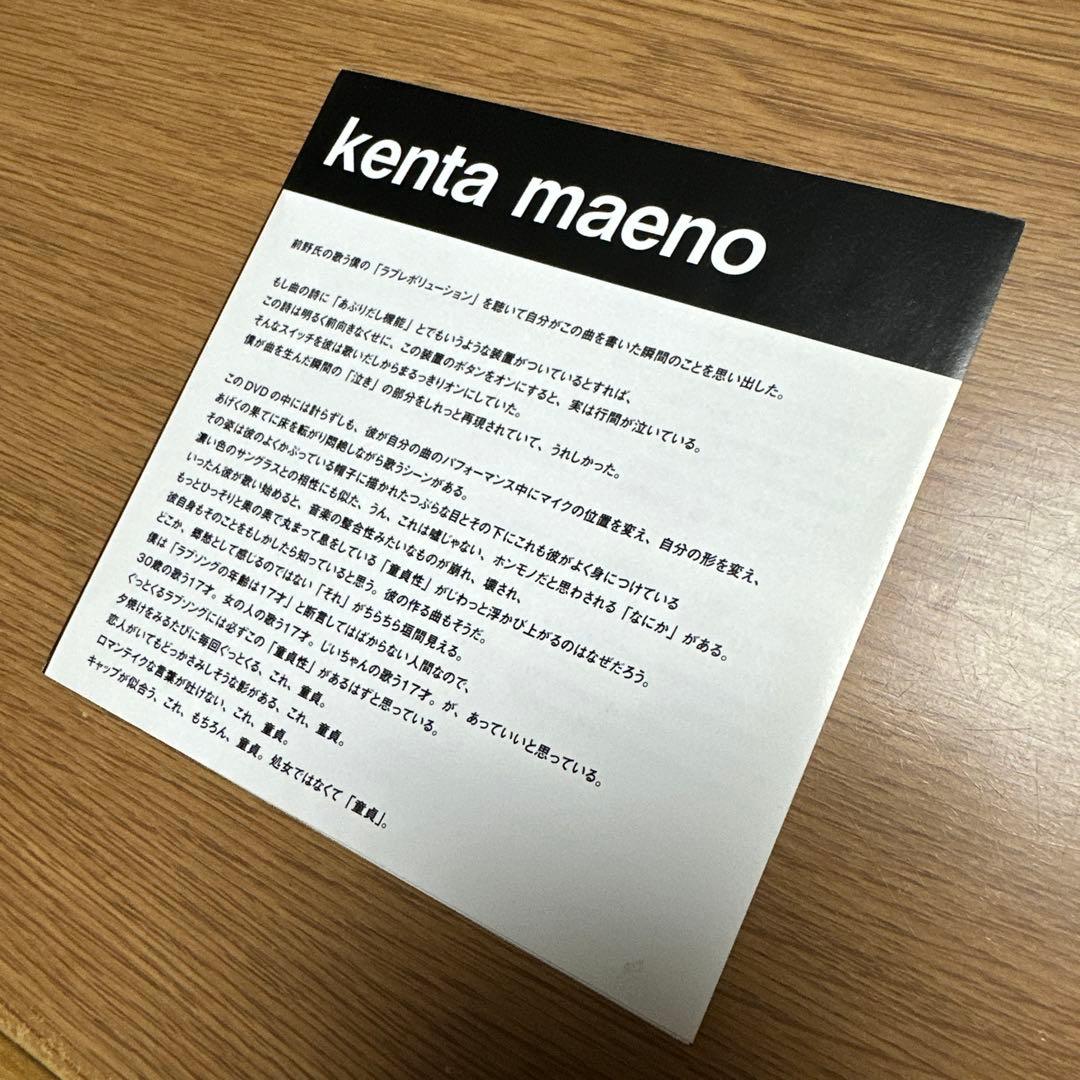 kenta maeno
前野氏の歌う僕の「ラブレボリューション」を聴いて自分がこの曲を書いた瞬間のことを思い出した。
もし曲の詩に「あぶりだし機能」とでもいうような装置がついているとすれば、
この詩は明るく前向きなくせに、この装置のボタンをオンにすると、実は行間が泣いている。
そんなスイッチを彼は歌いだしからまるっきりオンにしていた。
僕が曲を生んだ瞬間の「泣き」の部分をしれっと再現されていて、うれしかった。
このDVDの中には計らずしも、彼が自分の曲のパフォーマンス中にマイクの位置を変え、自分の形を変え、
あげくの果てに床を転がり悶絶しながら歌うシーンがある。
その姿は彼のよくかぶっている帽子に描かれたつぶらな目とその下にこれも彼がよく身につけている
濃い色のサングラスとの相性にも似た、うん、これは嘘じゃない、ホンモノだと思わされる「なにか」がある。
いったん彼が歌い始めると、音楽の整合性みたいなものが崩れ、壊され、
もっとひっそりと奥の奥で丸まって息をしている「童貞性」がじわっと浮かび上がるのはなぜだろう。
彼自身もそのことをもしかしたら知っていると思う。彼の作る曲もそうだ。
どこか、郷愁として感じるのではない「それ」がちらちら垣間見える。
僕は「ラブソングの年齢は17才」と断言してはばからない人間なので、
30歳の歌う17才。女の人の歌う17才。じいちゃんの歌う17才。が、あっていいと思っている。
ぐっとくるラブソングには必ずこの「童貞性」があるはずと思っている。
夕焼けをみるたびに毎回ぐっとくる、これ、童貞。
恋人がいてもどっかさみしそうな影がある、これ、童貞。
ロマンテイクな言葉が吐けない、これ、童貞。
キャップが似合う、これ、もちろん、童貞。処女ではなくて「童貞」。